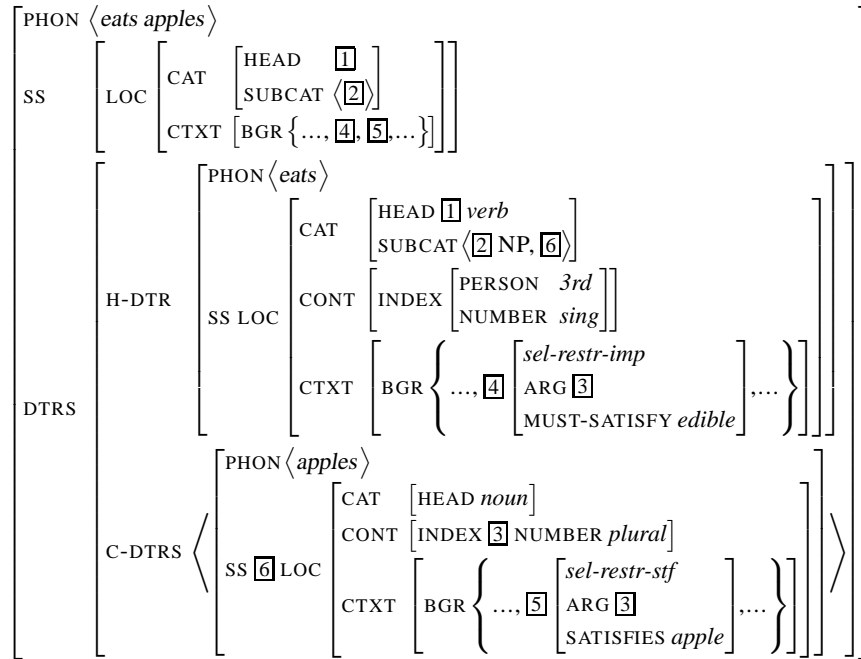 PHON ⟨eats apples⟩
HEAD 1
CAT
SUBCAT ⟨2⟩
SS LOC
CTXT [BGR {…, 4, 5,…}]
PHON ⟨eats⟩
HEAD 1 verb
CAT
SUBCAT ⟨2 NP, 6⟩
PERSON 3rd
H-DTR SS LOC CONT INDEX
NUMBER sing
sel-restr-imp
CTXT BGR {…, 4 ARG 3 ,…}
MUST-SATISFY edible
DTRS
PHON ⟨apples⟩
CAT [HEAD noun]
CONT [INDEX 3 NUMBER plural]
C-DTRS ⟨ SS 6 LOC ⟩
sel-restr-stf
CTXT BGR {…, 5 ARG 3 ,…}
SATISFIES apple